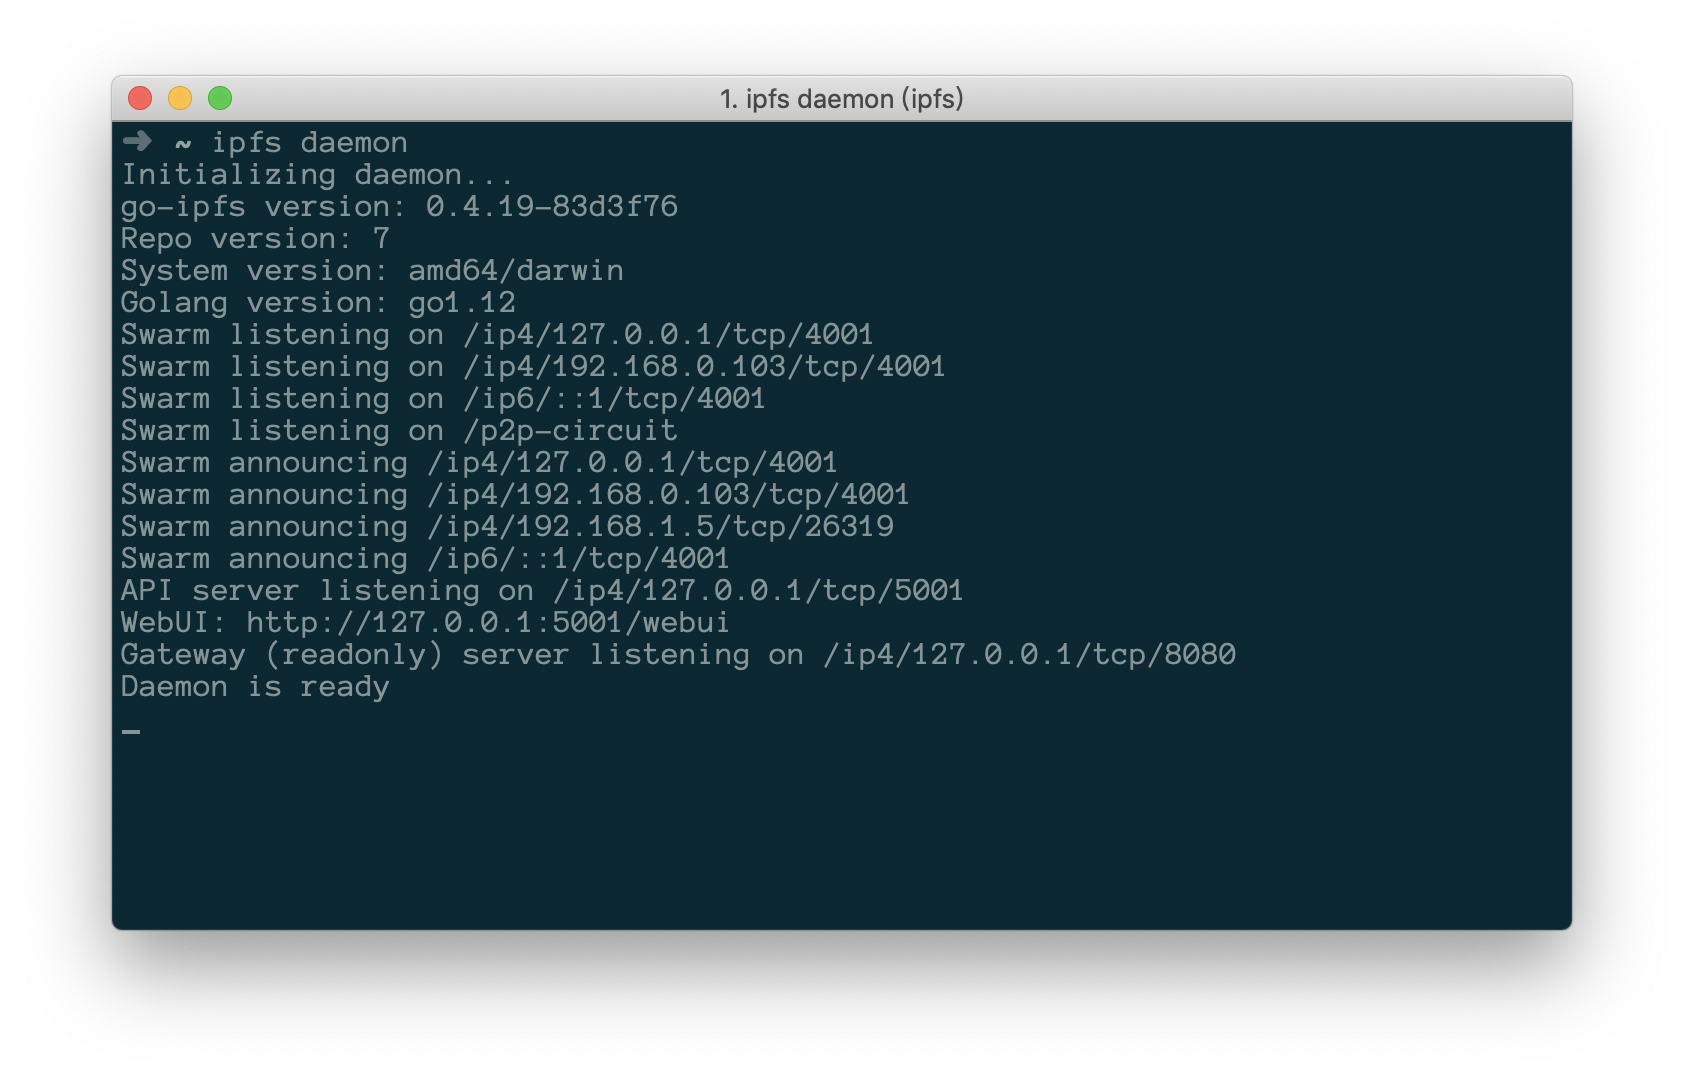 1. ipfs daemon (ipfs)
➜ ~ ipfs daemon
Initializing daemon...
go-ipfs version: 0.4.19-83d3f76
Repo version: 7
System version: amd64/darwin
Golang version: go1.12
Swarm listening on /ip4/127.0.0.1/tcp/4001
Swarm listening on /ip4/192.168.0.103/tcp/4001
Swarm listening on /ip6/::1/tcp/4001
Swarm listening on /p2p-circuit
Swarm announcing /ip4/127.0.0.1/tcp/4001
Swarm announcing /ip4/192.168.0.103/tcp/4001
Swarm announcing /ip4/192.168.1.5/tcp/26319
Swarm announcing /ip6/::1/tcp/4001
API server listening on /ip4/127.0.0.1/tcp/5001
WebUI: http://127.0.0.1:5001/webui
Gateway (readonly) server listening on /ip4/127.0.0.1/tcp/8080
Daemon is ready